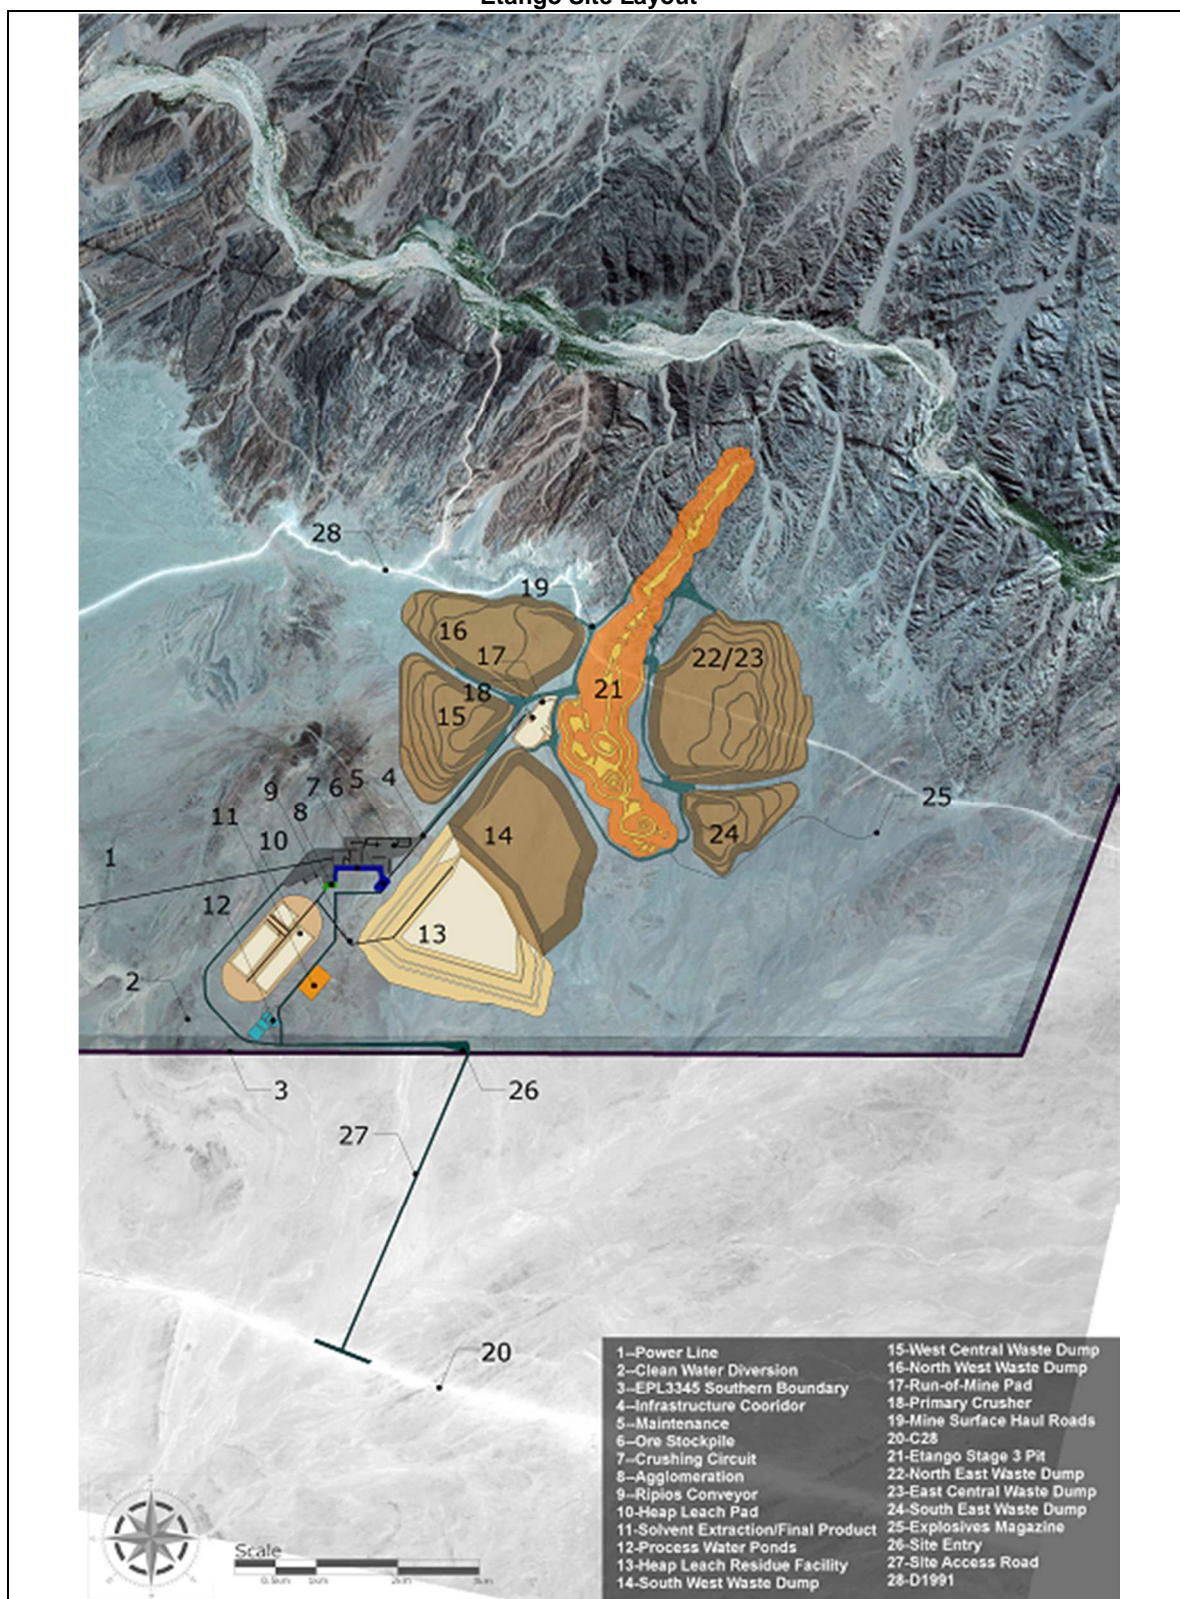 Etango Site Layout
28
19
16
17
22/23
18
21
15
5
4
7
6
9
8
25
11
14
10
24
1
12
13
2
3
26
27
20
1--Power Line
2--Clean Water Diversion
3--EPL3345 Southern Boundary
4--Infrastructure Cooridor
5--Maintenance
6--Ore Stockpile
7--Crushing Circuit
8--Agglomeration
9--Ripios Conveyor
10-Heap Leach Pad
11-Solvent Extraction/Final Product
12-Process Water Ponds
13-Heap Leach Residue Facility
14-South West Waste Dump
15-West Central Waste Dump
16-North West Waste Dump
17-Run-of-Mine Pad
18-Primary Crusher
19-Mine Surface Haul Roads
20-C28
21-Etango Stage 3 Pit
22-North East Waste Dump
23-East Central Waste Dump
24-South East Waste Dump
25-Explosives Magazine
26-Site Entry
27-Site Access Road
28-D1991
Scale
0.5km 1km 2km 3km